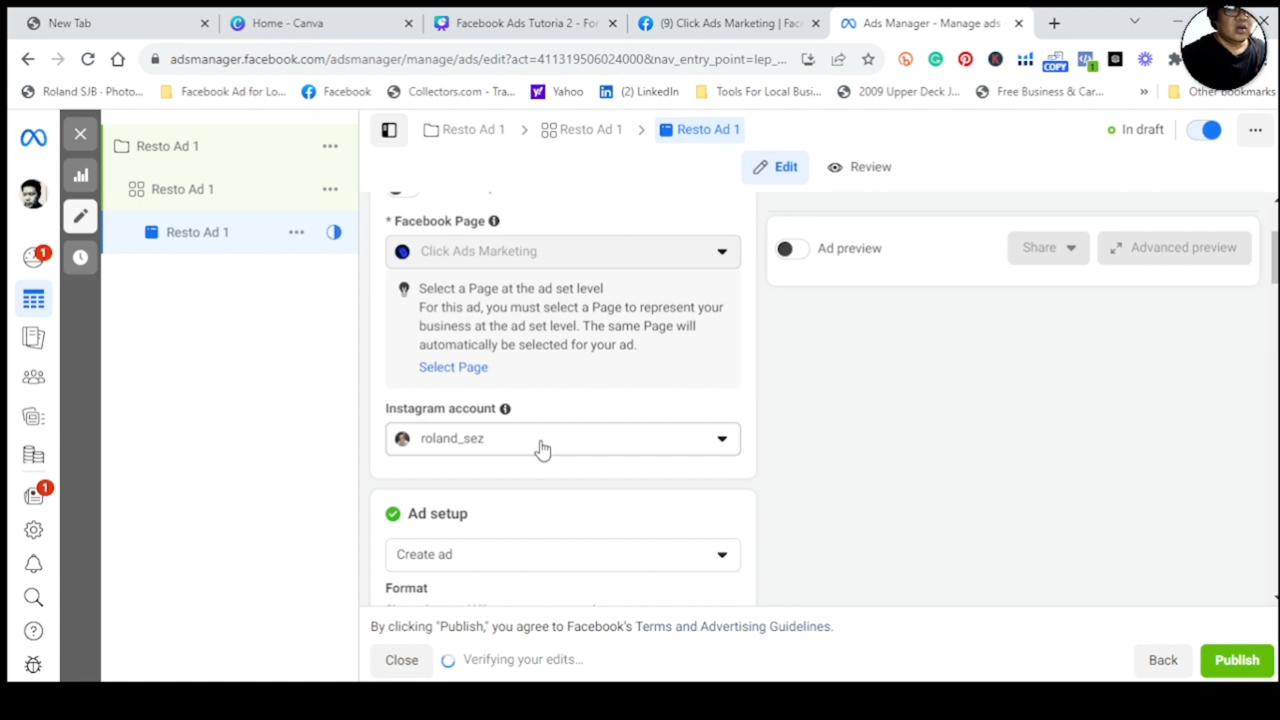 New Tab
Home - Canva
Facebook Ads Tutoria 2 - For
(9) Click Ads Marketing | Fac
Ads Manager - Manage ads
adsmanager.facebook.com/adsmanager/manage/ads/edit?act=411319506024000&nav_entry_point=lep_...
COPY
1
Roland SJB - Photo...
Facebook Ad for Lo...
Facebook
Collectors.com - Tra...
Yahoo
(2) LinkedIn
Tools For Local Busi...
2009 Upper Deck J...
Free Business & Car...
Other bookmarks
Resto Ad 1
Resto Ad 1
Resto Ad 1
Resto Ad 1
Resto Ad 1
Resto Ad 1
In draft
Edit
Review
* Facebook Page
Click Ads Marketing
Select a Page at the ad set level
For this ad, you must select a Page to represent your
business at the ad set level. The same Page will
automatically be selected for your ad.
Select Page
Instagram account
roland_sez
Ad setup
Create ad
Format
Ad preview
Share
Advanced preview
1
1
By clicking "Publish," you agree to Facebook's Terms and Advertising Guidelines.
Close
Verifying your edits...
Back
Publish